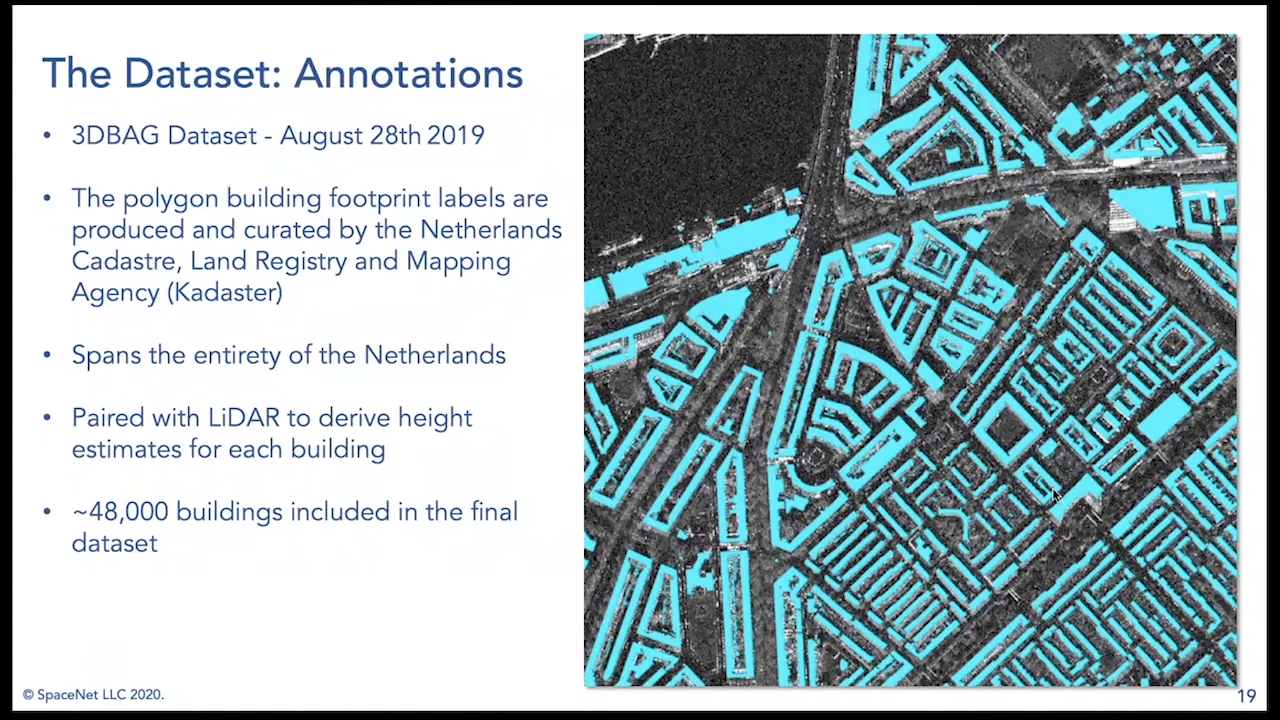 The Dataset: Annotations
• 3DBAG Dataset - August 28th 2019
• The polygon building footprint labels are
produced and curated by the Netherlands
Cadastre, Land Registry and Mapping
Agency (Kadaster)
• Spans the entirety of the Netherlands
• Paired with LiDAR to derive height
estimates for each building
• ~48,000 buildings included in the final
dataset
© SpaceNet LLC 2020.
19